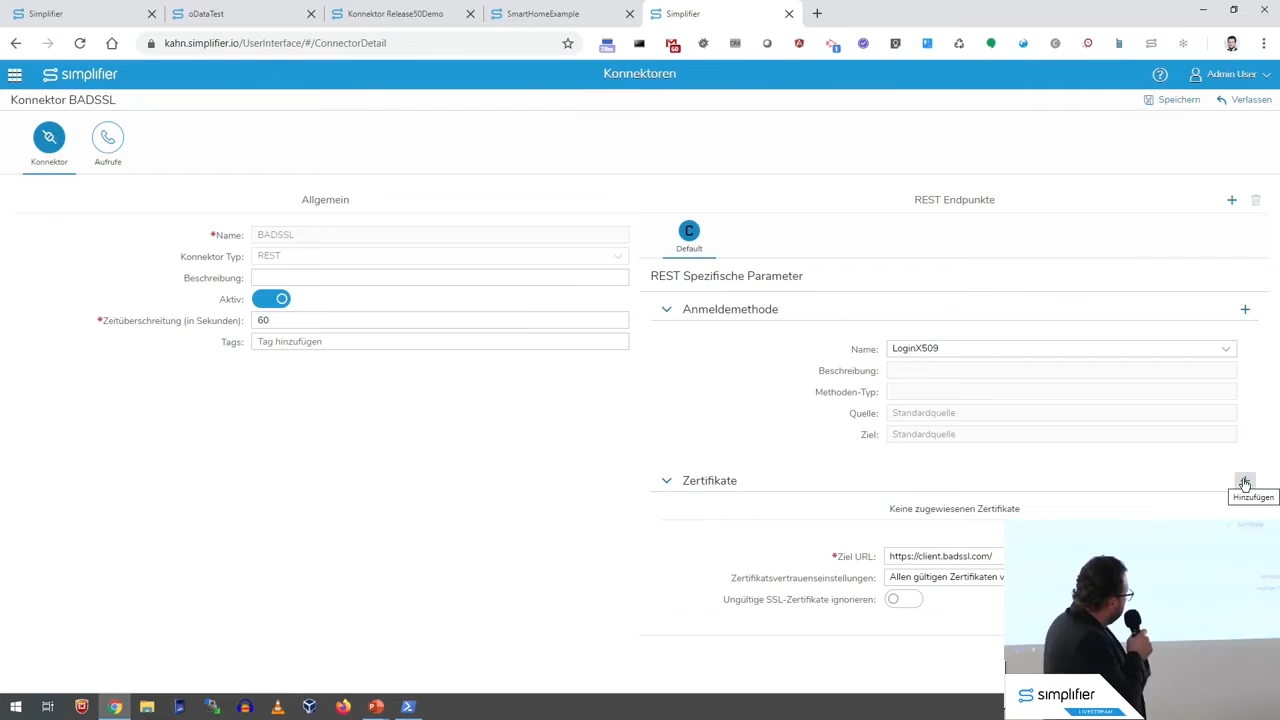 Simplifier
oDataTest
Konnektor Release50Demo
SmartHomeExample
Simplifier
kahn.simplifier.io/UserInterface/#/ConnectorDetail
simplifier
Konnektoren
Admin User
Konnektor BADSSL
Speichern
Verlassen
Konnektor
Aufrufe
Allgemein
*Name: BADSSL
Konnektor Typ: REST
Beschreibung:
Aktiv:
*Zeitüberschreitung (in Sekunden): 60
Tags: Tag hinzufügen
REST Endpunkte
C
Default
REST Spezifische Parameter
Anmeldemethode
Name: LoginX509
Beschreibung:
Methoden-Typ:
Quelle: Standardquelle
Ziel: Standardquelle
Zertifikate
Hinzufügen
Keine zugewiesenen Zertifikate
*Ziel URL: https://client.badssl.com/
Zertifikatsvertrauenseinstellungen: Allen gültigen Zertifikaten v
Ungültige SSL-Zertifikate ignorieren:
simplifier
LIVESTREAM